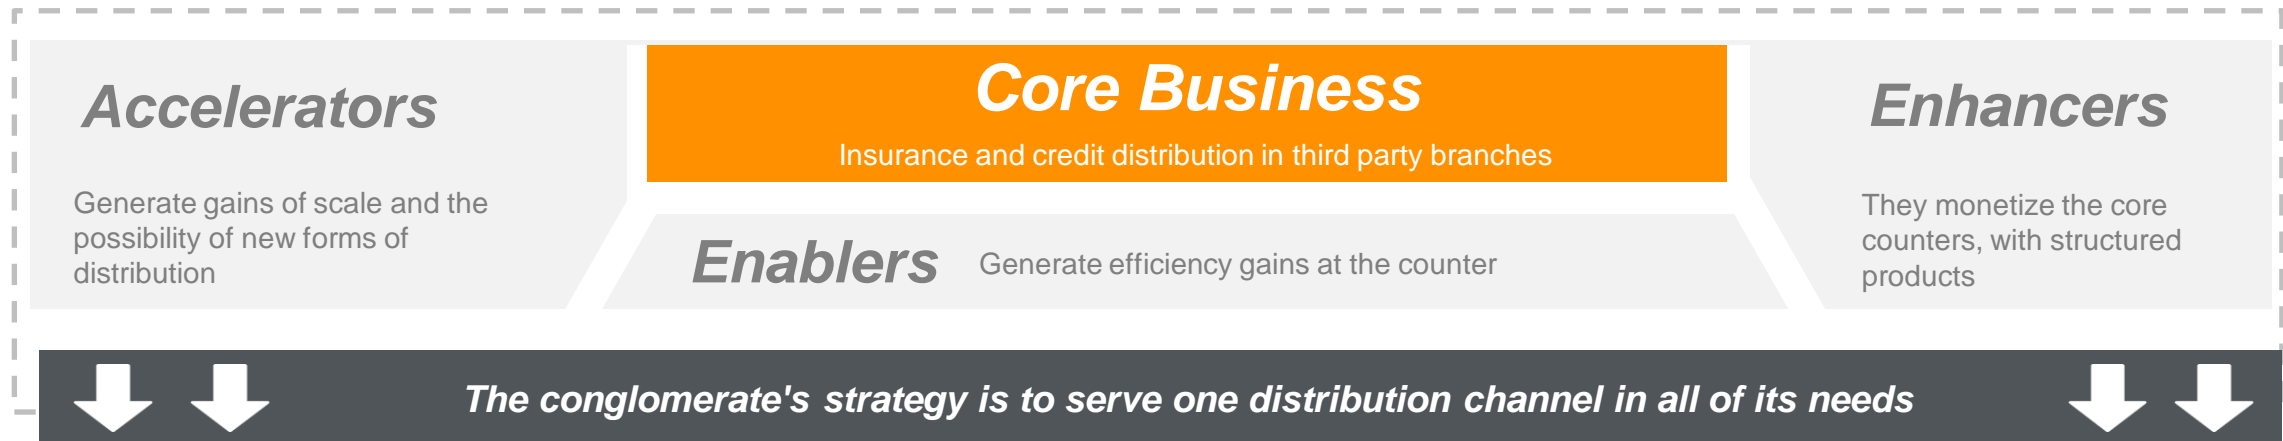 Accelerators
Generate gains of scale and the
possibility of new forms of
distribution
Core Business
Insurance and credit distribution in third party branches
Enablers
Generate efficiency gains at the counter
Enhancers
They monetize the core
counters, with structured
products
The conglomerate's strategy is to serve one distribution channel in all of its needs